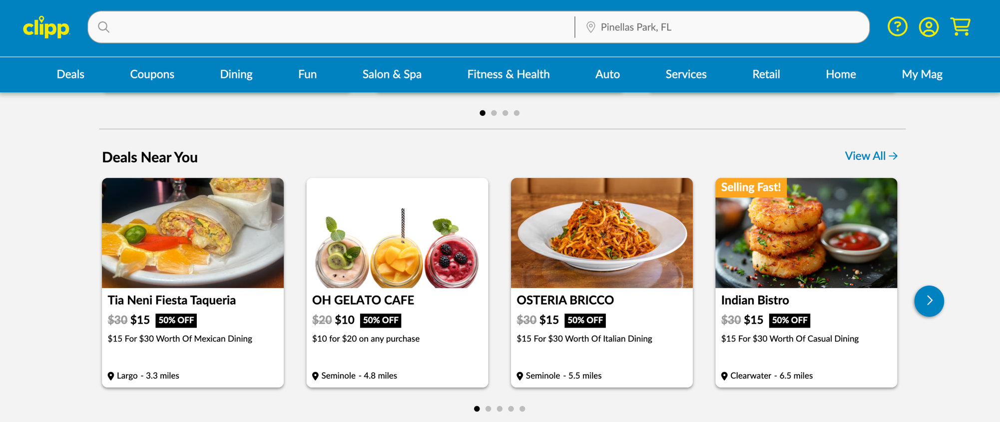 clipp
Pinellas Park, FL
Deals Coupons Dining Fun Salon & Spa Fitness & Health Auto Services Retail Home My Mag
Deals Near You
View All →
Selling Fast!
Tia Neni Fiesta Taqueria
$30 $15 50% OFF
$15 For $30 Worth Of Mexican Dining
Largo - 3.3 miles
OH GELATO CAFE
$20 $10 50% OFF
$10 for $20 on any purchase
Seminole - 4.8 miles
OSTERIA BRICCO
$30 $15 50% OFF
$15 For $30 Worth Of Italian Dining
Seminole - 5.5 miles
Indian Bistro
$30 $15 50% OFF
$15 For $30 Worth Of Casual Dining
Clearwater - 6.5 miles